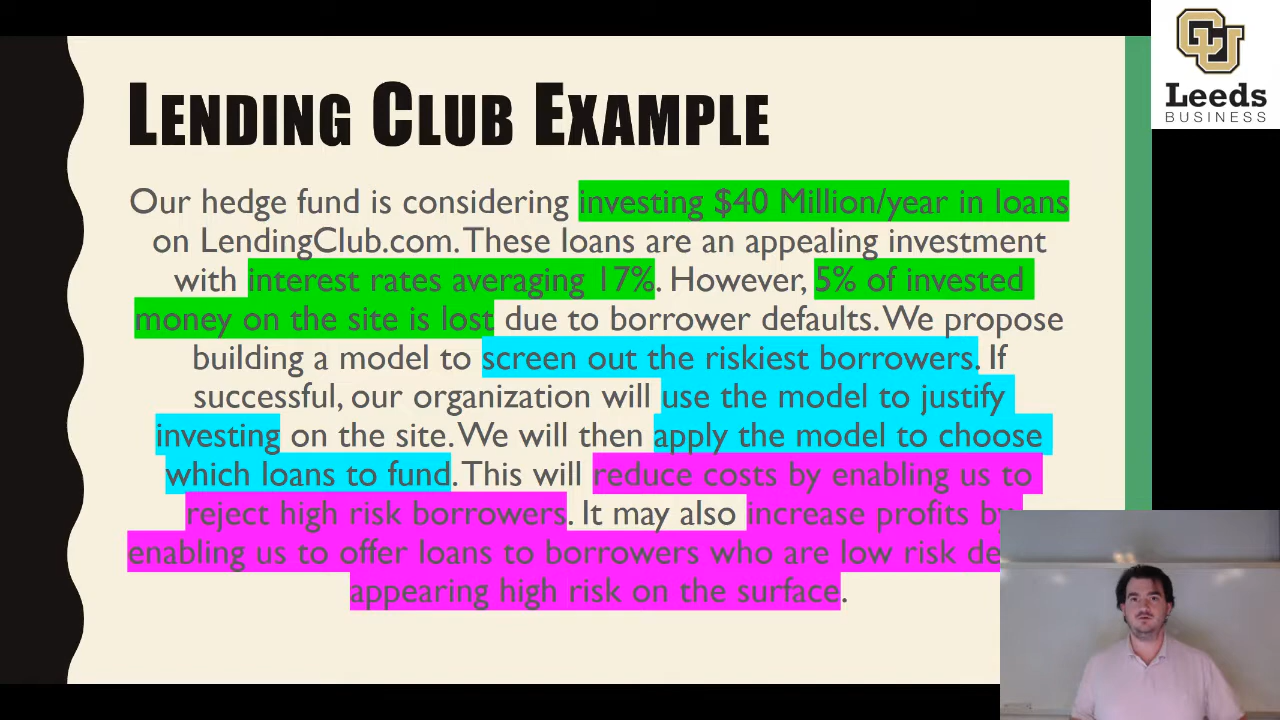 CU
Leeds
BUSINESS
LENDING CLUB EXAMPLE
Our hedge fund is considering investing $40 Million/year in loans
on LendingClub.com. These loans are an appealing investment
with interest rates averaging 17%. However, 5% of invested
money on the site is lost due to borrower defaults. We propose
building a model to screen out the riskiest borrowers. If
successful, our organization will use the model to justify
investing on the site. We will then apply the model to choose
which loans to fund. This will reduce costs by enabling us to
reject high risk borrowers. It may also increase profits by
enabling us to offer loans to borrowers who are low risk
appearing high risk on the surface.